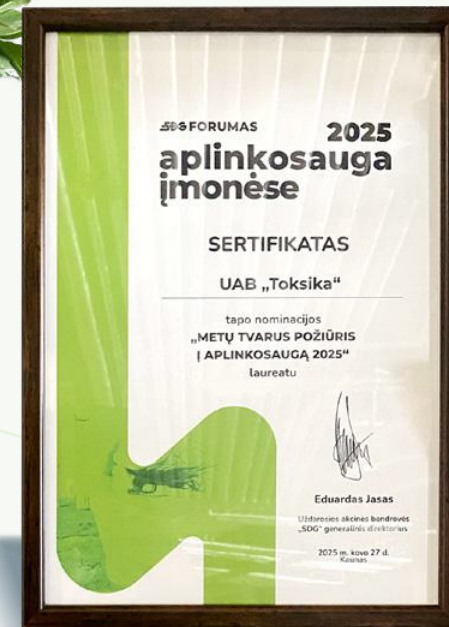 SDG FORUMAS
2025
aplinkosauga
įmonėse
SERTIFIKATAS
UAB „Toksika“
tapo nominacijos
„METŲ TVARUS POŽIŪRIS
Į APLINKOSAUGĄ 2025“
laureatu
Eduardas Jasas
Uždarosios akcinės bendrovės
„SDG“ generalinis direktorius
2025 m. kovo 27 d.
Kaunas